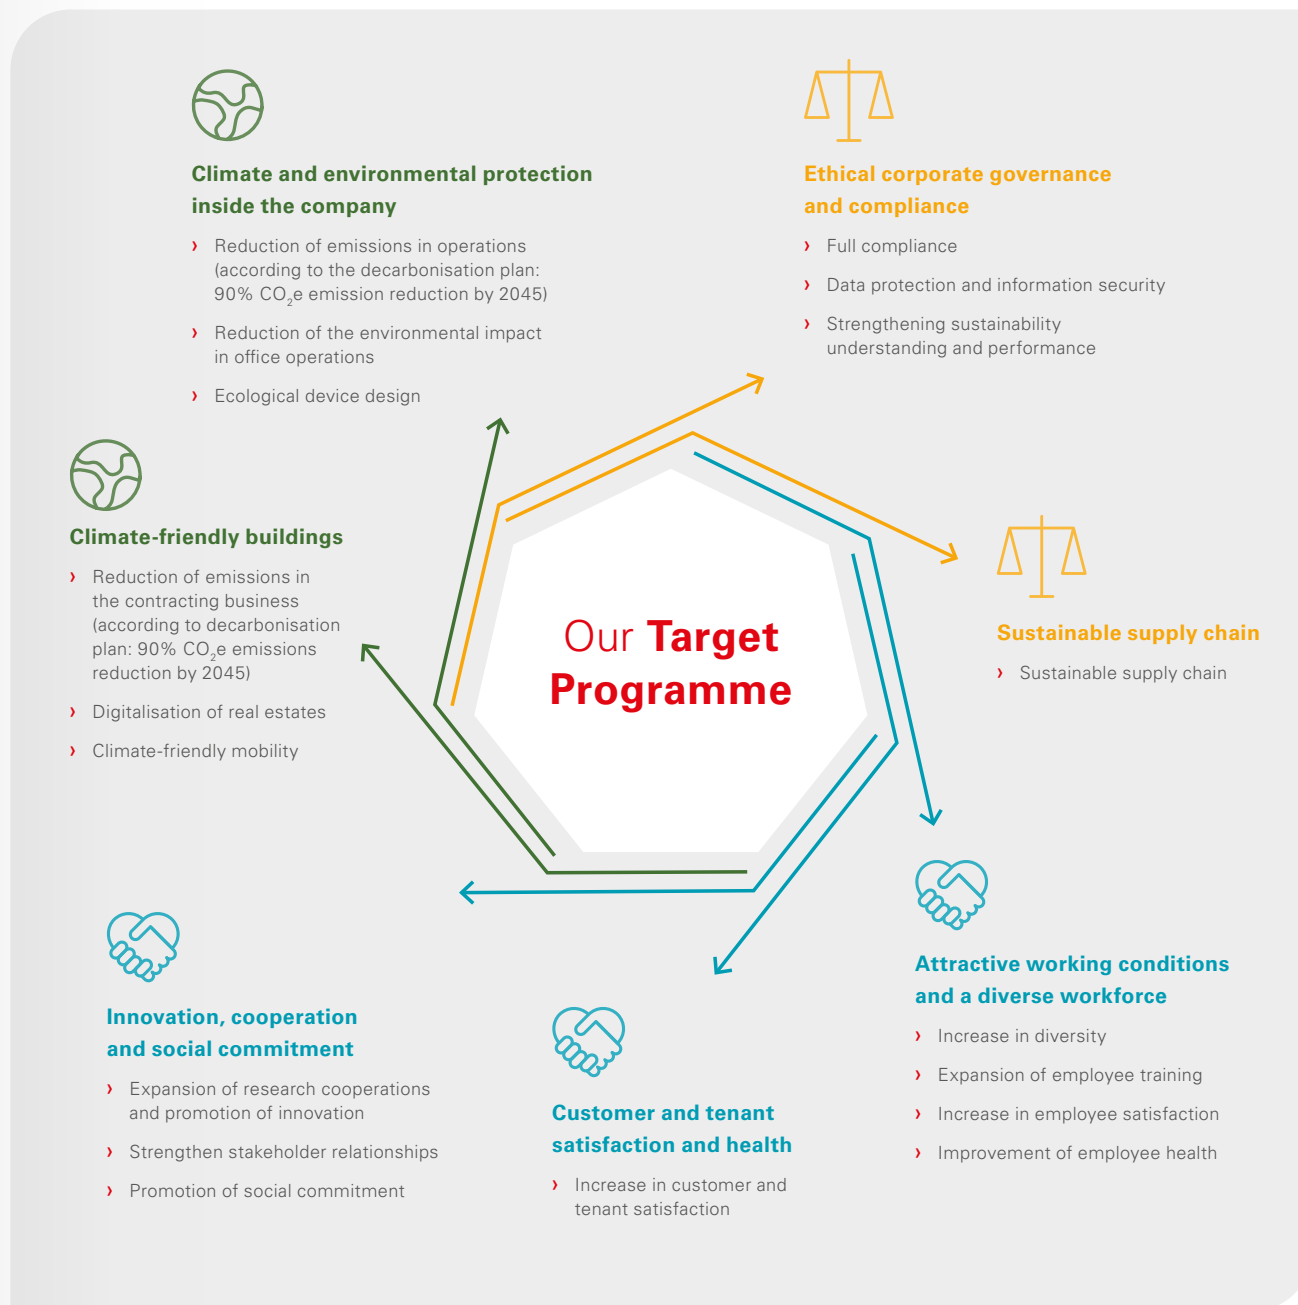 Climate and environmental protection
inside the company
› Reduction of emissions in operations
(according to the decarbonisation plan:
90% CO₂e emission reduction by 2045)
› Reduction of the environmental impact
in office operations
› Ecological device design
Ethical corporate governance
and compliance
› Full compliance
› Data protection and information security
› Strengthening sustainability
understanding and performance
Climate-friendly buildings
› Reduction of emissions in
the contracting business
(according to decarbonisation
plan: 90% CO₂e emissions
reduction by 2045)
› Digitalisation of real estates
› Climate-friendly mobility
Our Target
Programme
Sustainable supply chain
› Sustainable supply chain
Attractive working conditions
and a diverse workforce
› Increase in diversity
› Expansion of employee training
› Increase in employee satisfaction
› Improvement of employee health
Innovation, cooperation
and social commitment
› Expansion of research cooperations
and promotion of innovation
› Strengthen stakeholder relationships
› Promotion of social commitment
Customer and tenant
satisfaction and health
› Increase in customer and
tenant satisfaction